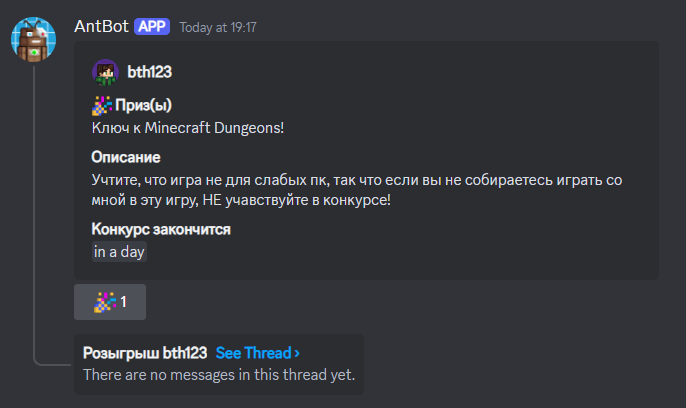 AntBot APP Today at 19:17
bth123
Приз(ы)
Ключ к Minecraft Dungeons!
Описание
Учтите, что игра не для слабых пк, так что если вы не собираетесь играть со
мной в эту игру, НЕ учавствуйте в конкурсе!
Конкурс закончится
in a day
1
Розыгрыш bth123 See Thread ›
There are no messages in this thread yet.